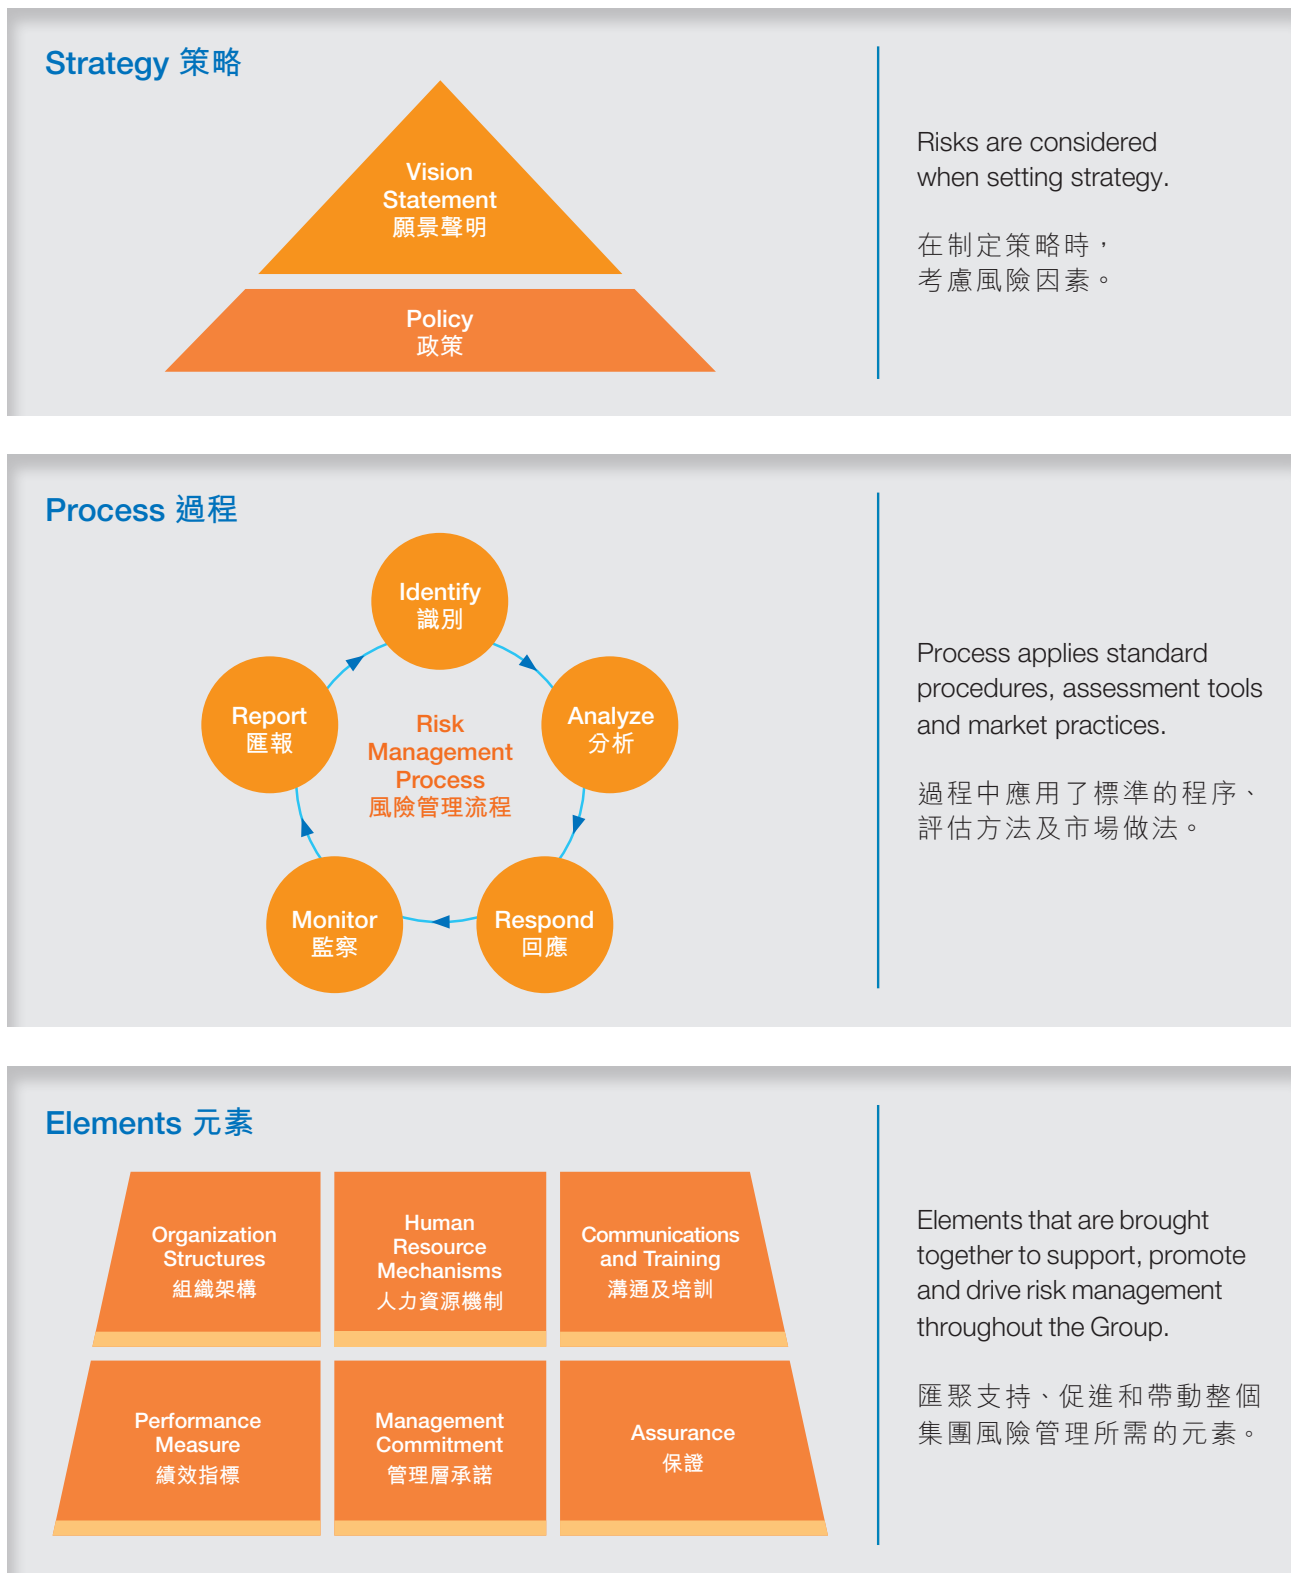 Strategy 策略
Vision
Statement
願景聲明
Policy
政策
Risks are considered
when setting strategy.
在制定策略時，
考慮風險因素。
Process 過程
Identify
識別
Analyze
分析
Respond
回應
Monitor
監察
Report
匯報
Risk
Management
Process
風險管理流程
Process applies standard
procedures, assessment tools
and market practices.
過程中應用了標準的程序、
評估方法及市場做法。
Elements 元素
Organization
Structures
組織架構
Human
Resource
Mechanisms
人力資源機制
Communications
and Training
溝通及培訓
Performance
Measure
績效指標
Management
Commitment
管理層承諾
Assurance
保證
Elements that are brought
together to support, promote
and drive risk management
throughout the Group.
匯聚支持、促進和帶動整個
集團風險管理所需的元素。